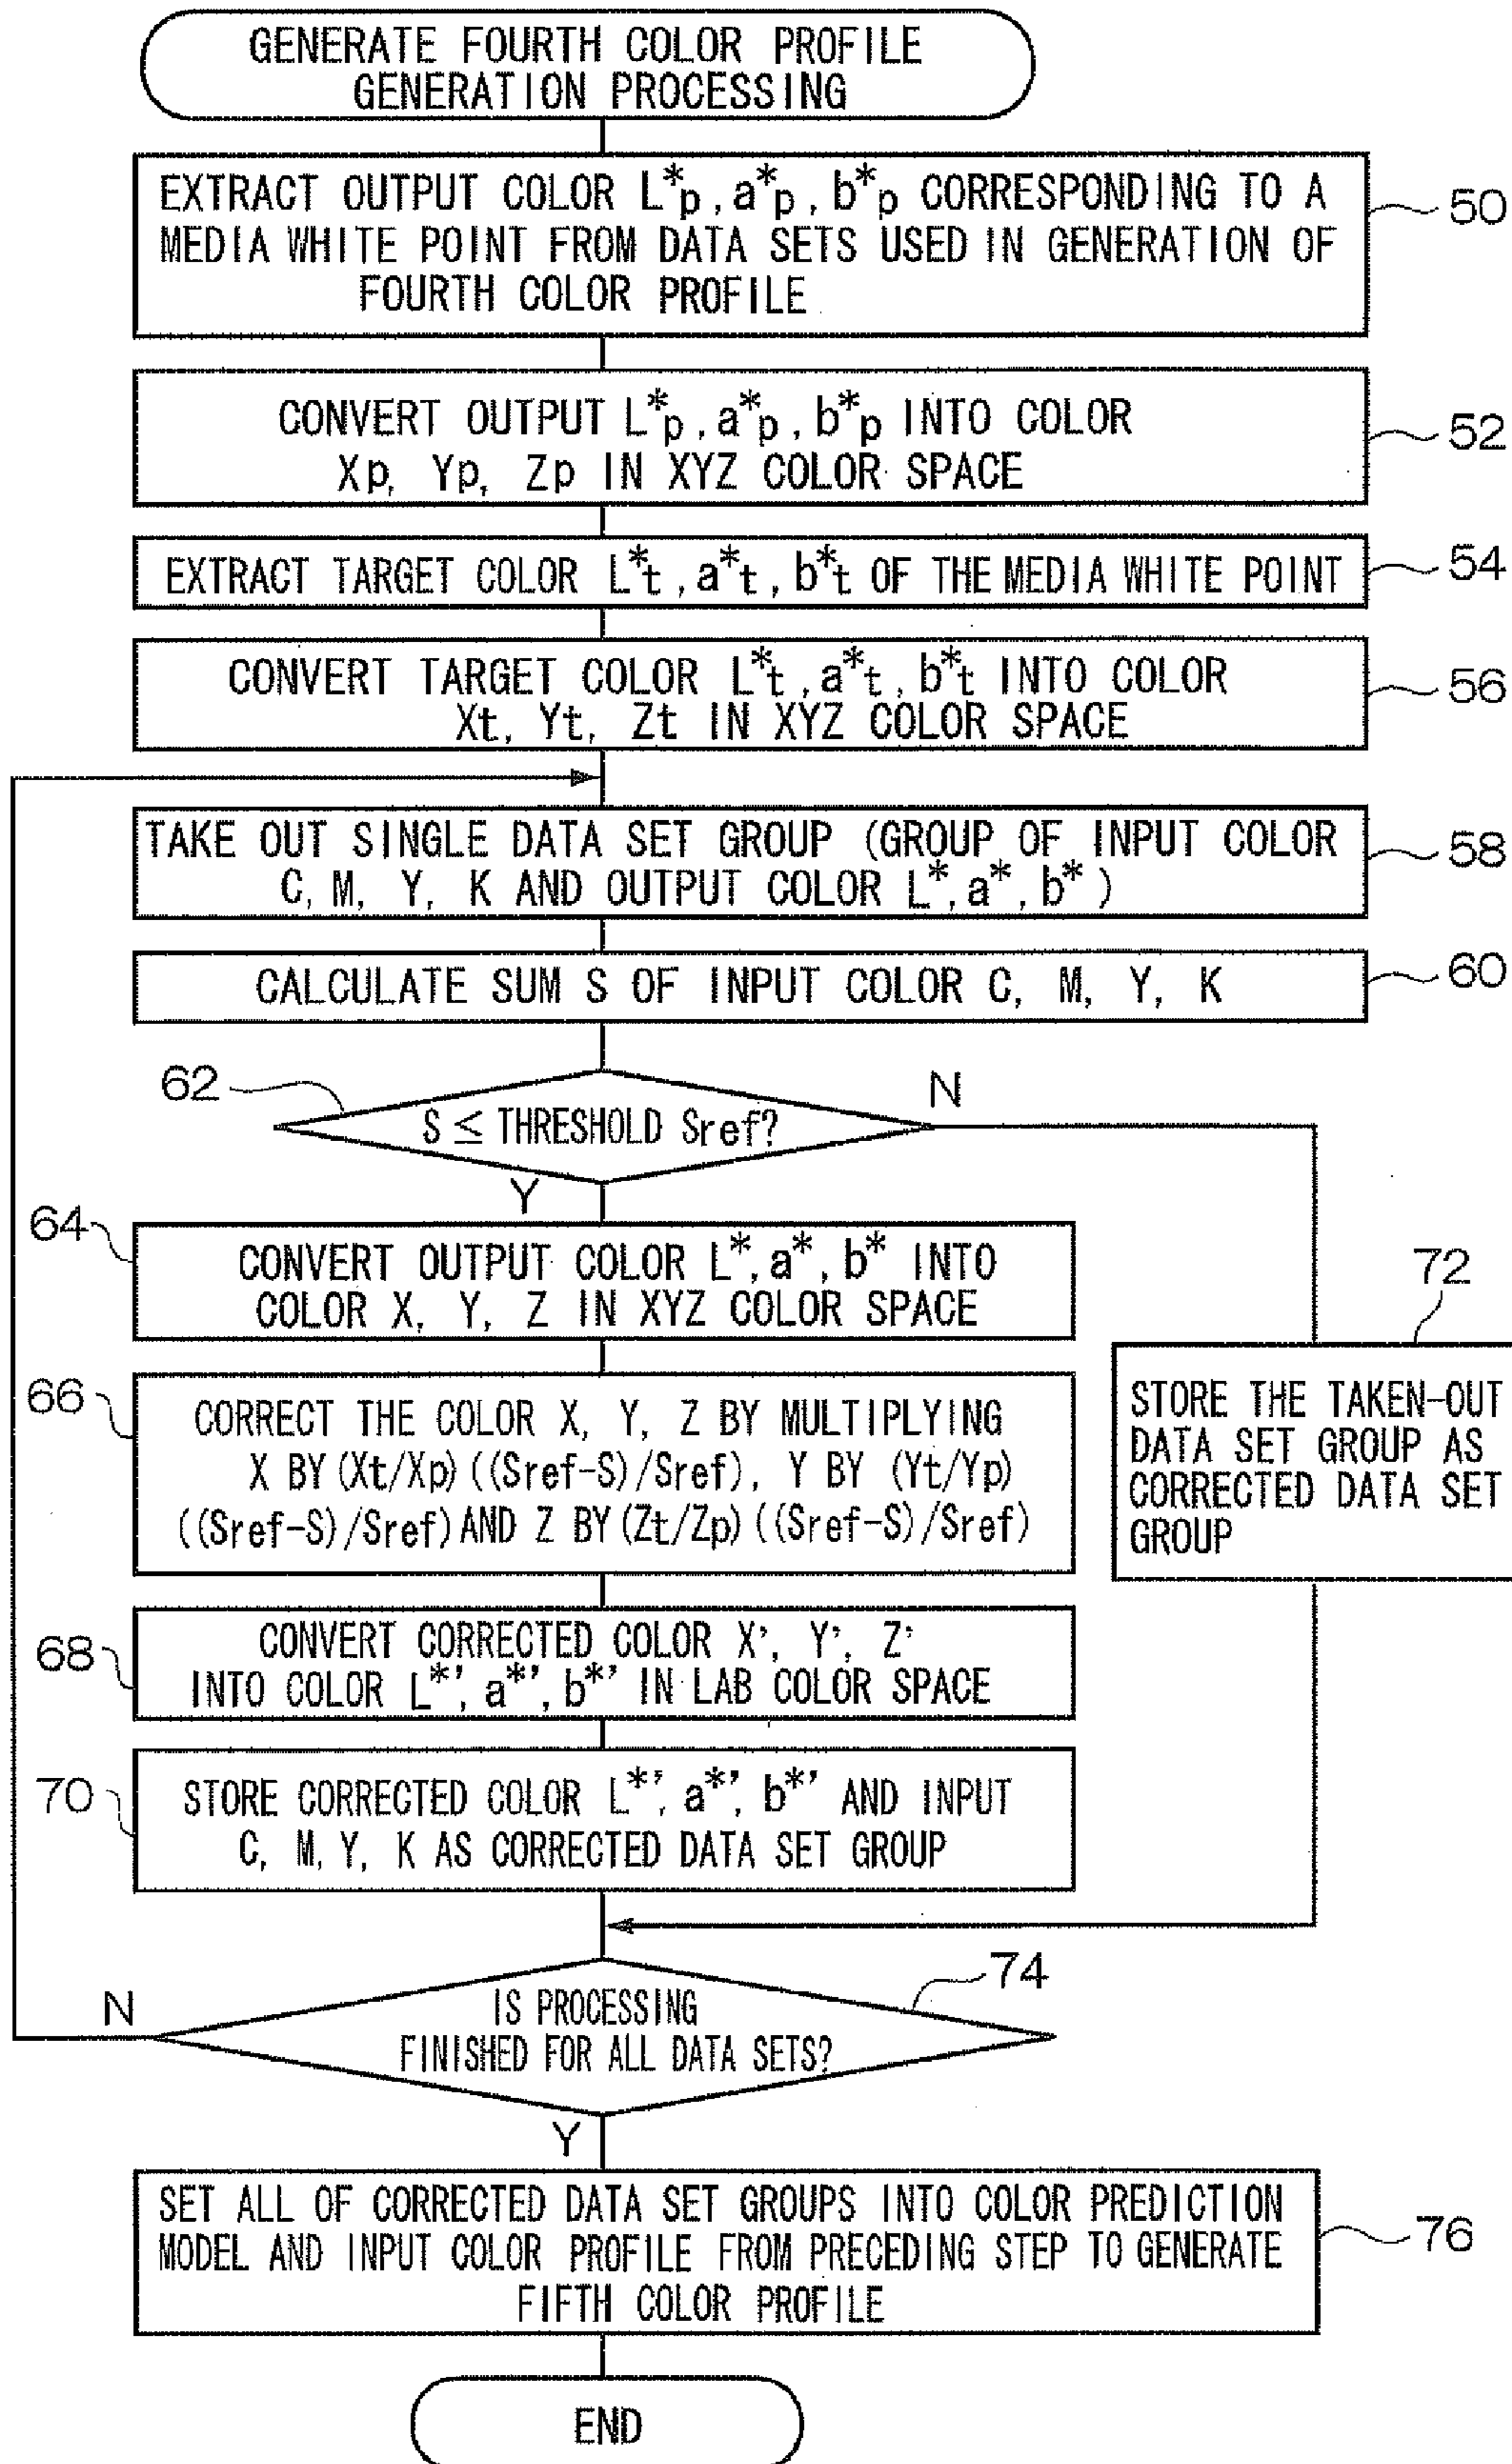 GENERATE FOURTH COLOR PROFILE
GENERATION PROCESSING
EXTRACT OUTPUT COLOR L*p, a*p, b*p CORRESPONDING TO A
MEDIA WHITE POINT FROM DATA SETS USED IN GENERATION OF
FOURTH COLOR PROFILE
50
CONVERT OUTPUT L*p, a*p, b*p INTO COLOR
Xp, Yp, Zp IN XYZ COLOR SPACE
52
EXTRACT TARGET COLOR L*t, a*t, b*t OF THE MEDIA WHITE POINT
54
CONVERT TARGET COLOR L*t, a*t, b*t INTO COLOR
Xt, Yt, Zt IN XYZ COLOR SPACE
56
TAKE OUT SINGLE DATA SET GROUP (GROUP OF INPUT COLOR
C, M, Y, K AND OUTPUT COLOR L*, a*, b* )
58
CALCULATE SUM S OF INPUT COLOR C, M, Y, K
60
62
S ≤ THRESHOLD Sref?
N
Y
64
CONVERT OUTPUT COLOR L*, a*, b* INTO
COLOR X, Y, Z IN XYZ COLOR SPACE
72
STORE THE TAKEN-OUT
DATA SET GROUP AS
CORRECTED DATA SET
GROUP
66
CORRECT THE COLOR X, Y, Z BY MULTIPLYING
X BY (Xt/Xp) ((Sref-S)/Sref), Y BY (Yt/Yp)
((Sref-S)/Sref) AND Z BY (Zt/Zp) ((Sref-S)/Sref)
68
CONVERT CORRECTED COLOR X', Y', Z'
INTO COLOR L*', a*', b*' IN LAB COLOR SPACE
70
STORE CORRECTED COLOR L*', a*', b*' AND INPUT
C, M, Y, K AS CORRECTED DATA SET GROUP
74
N
IS PROCESSING
FINISHED FOR ALL DATA SETS?
Y
SET ALL OF CORRECTED DATA SET GROUPS INTO COLOR PREDICTION
MODEL AND INPUT COLOR PROFILE FROM PRECEDING STEP TO GENERATE
FIFTH COLOR PROFILE
76
END